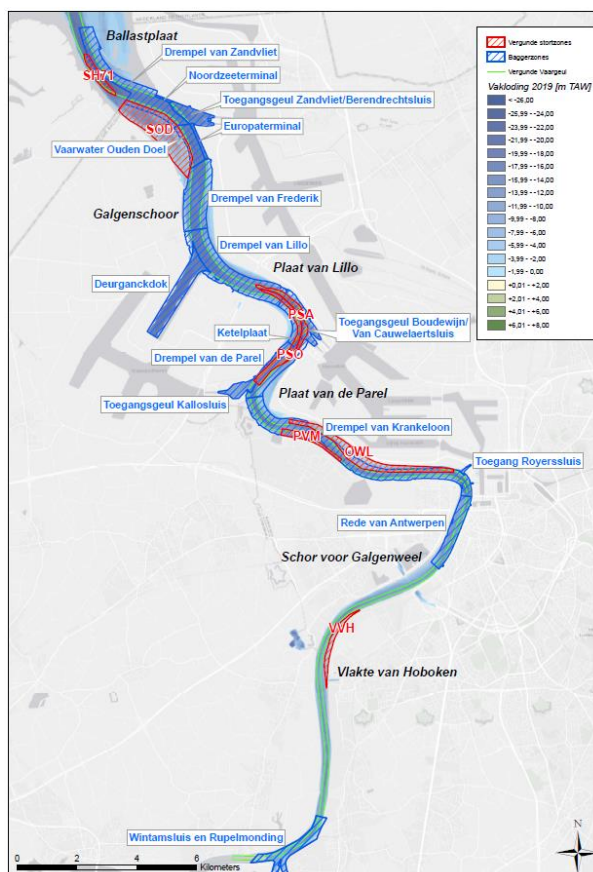 Ballastplaat
Drempel van Zandvliet
SH71
Noordzeeterminal
Toegangsgeul Zandvliet/Berendrechtsluis
SOD
Europaterminal
Vaarwater Ouden Doel
Drempel van Frederik
Galgenschoor
Drempel van Lillo
Plaat van Lillo
Deurganckdok
PSA
Toegangsgeul Boudewijn/
Van Cauwelaertsluis
Ketelplaat
PSO
Drempel van de Parel
Plaat van de Parel
Toegangsgeul Kallosluis
Drempel van Krankeloon
PVM
OWL
Toegang Royerssluis
Rede van Antwerpen
Schor voor Galgenweel
VVH
Vlakte van Hoboken
Wintamsluis en Rupelmonding
0 2 4 6
Kilometers
N
Vergunde stortzones
Baggerzones
Vergunde Vaargeul
Vakloding 2019 [m TAW]
< -26,00
-25,99 - -24,00
-23,99 - -22,00
-21,99 - -20,00
-19,99 - -18,00
-17,99 - -16,00
-15,99 - -14,00
-13,99 - -12,00
-11,99 - -10,00
-9,99 - -8,00
-7,99 - -6,00
-5,99 - -4,00
-3,99 - -2,00
-1,99 - 0,00
+0,01 - +2,00
+2,01 - +4,00
+4,01 - +6,00
+6,01 - +8,00